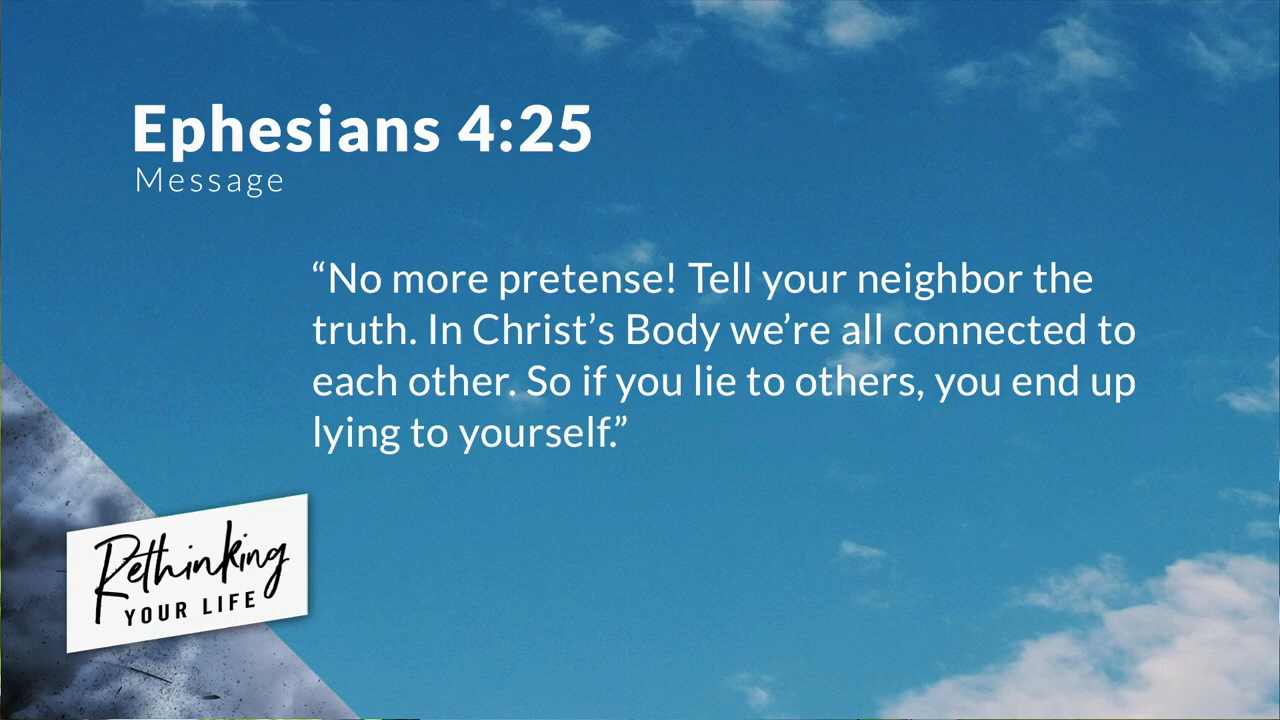 Ephesians 4:25
Message
“No more pretense! Tell your neighbor the
truth. In Christ’s Body we’re all connected to
each other. So if you lie to others, you end up
lying to yourself.”
Rethinking
YOUR LIFE